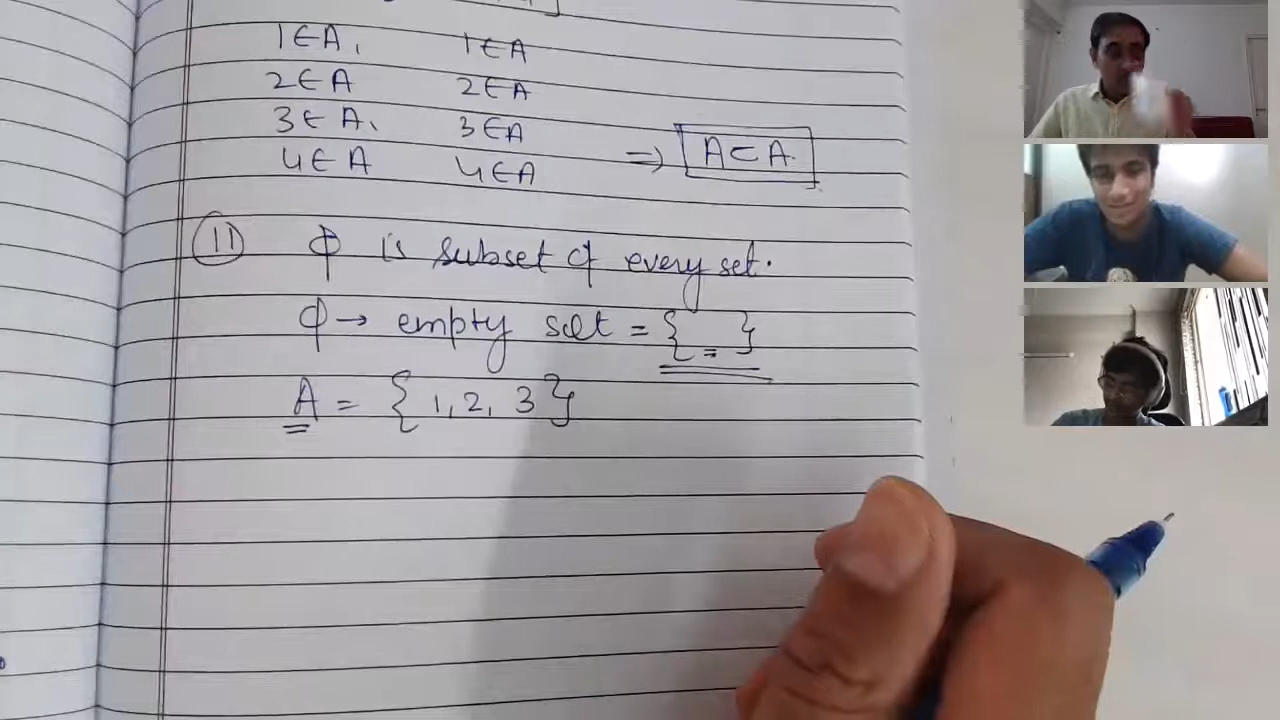 1∈A, 1∈A
2∈A 2∈A
3∈A, 3∈A
4∈A 4∈A ⇒ A⊂A.
(11) ϕ is subset of every set.
ϕ → empty set = { }
A = { 1, 2, 3 }